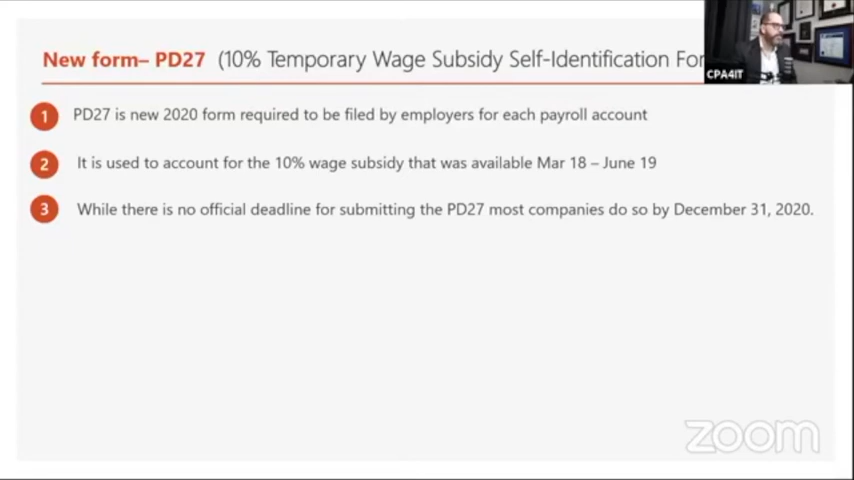 New form– PD27 (10% Temporary Wage Subsidy Self-Identification For
CPA4IT
1 PD27 is new 2020 form required to be filed by employers for each payroll account
2 It is used to account for the 10% wage subsidy that was available Mar 18 – June 19
3 While there is no official deadline for submitting the PD27 most companies do so by December 31, 2020.
zoom